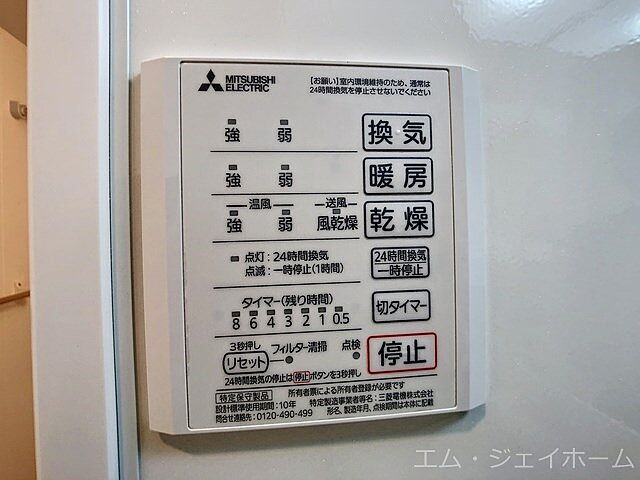 MITSUBISHI
ELECTRIC
【お願い】室内環境維持のため、通常は
24時間換気を停止させないでください
強 弱 換気
強 弱 暖房
温風 送風
強 弱 風乾燥 乾燥
点灯:24時間換気
点滅:一時停止(1時間)
24時間換気
一時停止
タイマー(残り時間)
8 6 4 3 2 1 0.5
切タイマー
3秒押し
リセット フィルター清掃 点検
停止
24時間換気の停止は停止ボタンを3秒押し
特定保守製品 所有者票による所有者登録が必要です
設計標準使用期間:10年 特定製造事業者等名:三菱電機株式会社
問合せ連絡先:0120-490-499 形名、製造年月、点検期間は本体に記載
エム・ジェイホーム